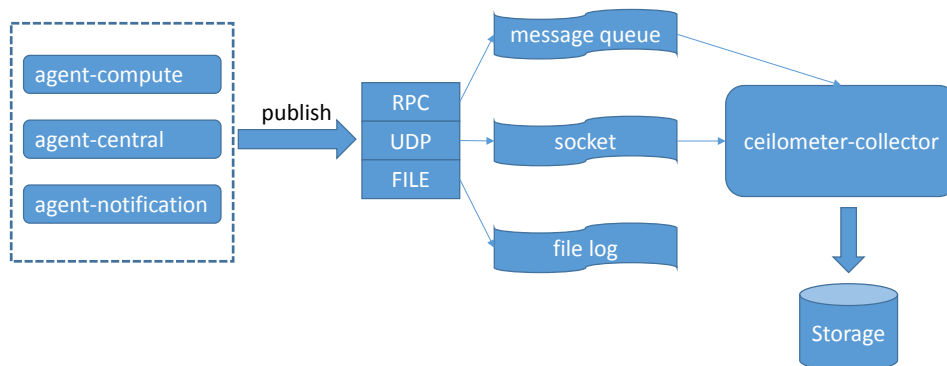 agent-compute
agent-central
agent-notification
publish
RPC
UDP
FILE
message queue
socket
file log
ceilometer-collector
Storage